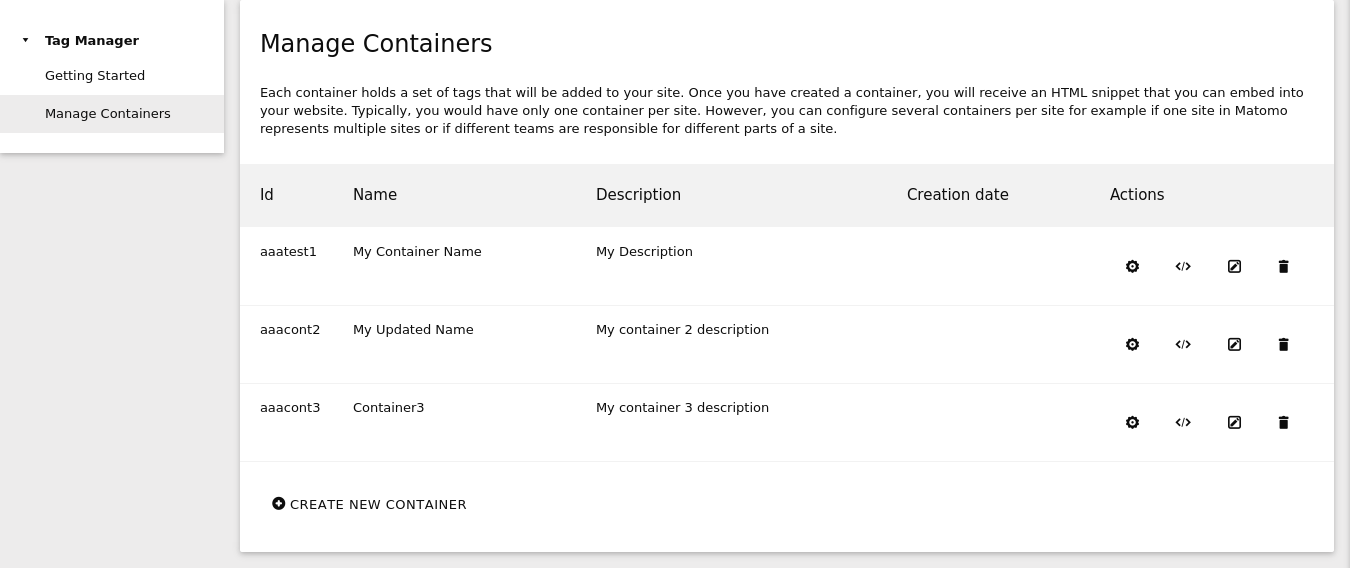 Tag Manager
Getting Started
Manage Containers
Manage Containers
Each container holds a set of tags that will be added to your site. Once you have created a container, you will receive an HTML snippet that you can embed into
your website. Typically, you would have only one container per site. However, you can configure several containers per site for example if one site in Matomo
represents multiple sites or if different teams are responsible for different parts of a site.
Id Name Description Creation date Actions
aaatest1 My Container Name My Description
aaacont2 My Updated Name My container 2 description
aaacont3 Container3 My container 3 description
CREATE NEW CONTAINER